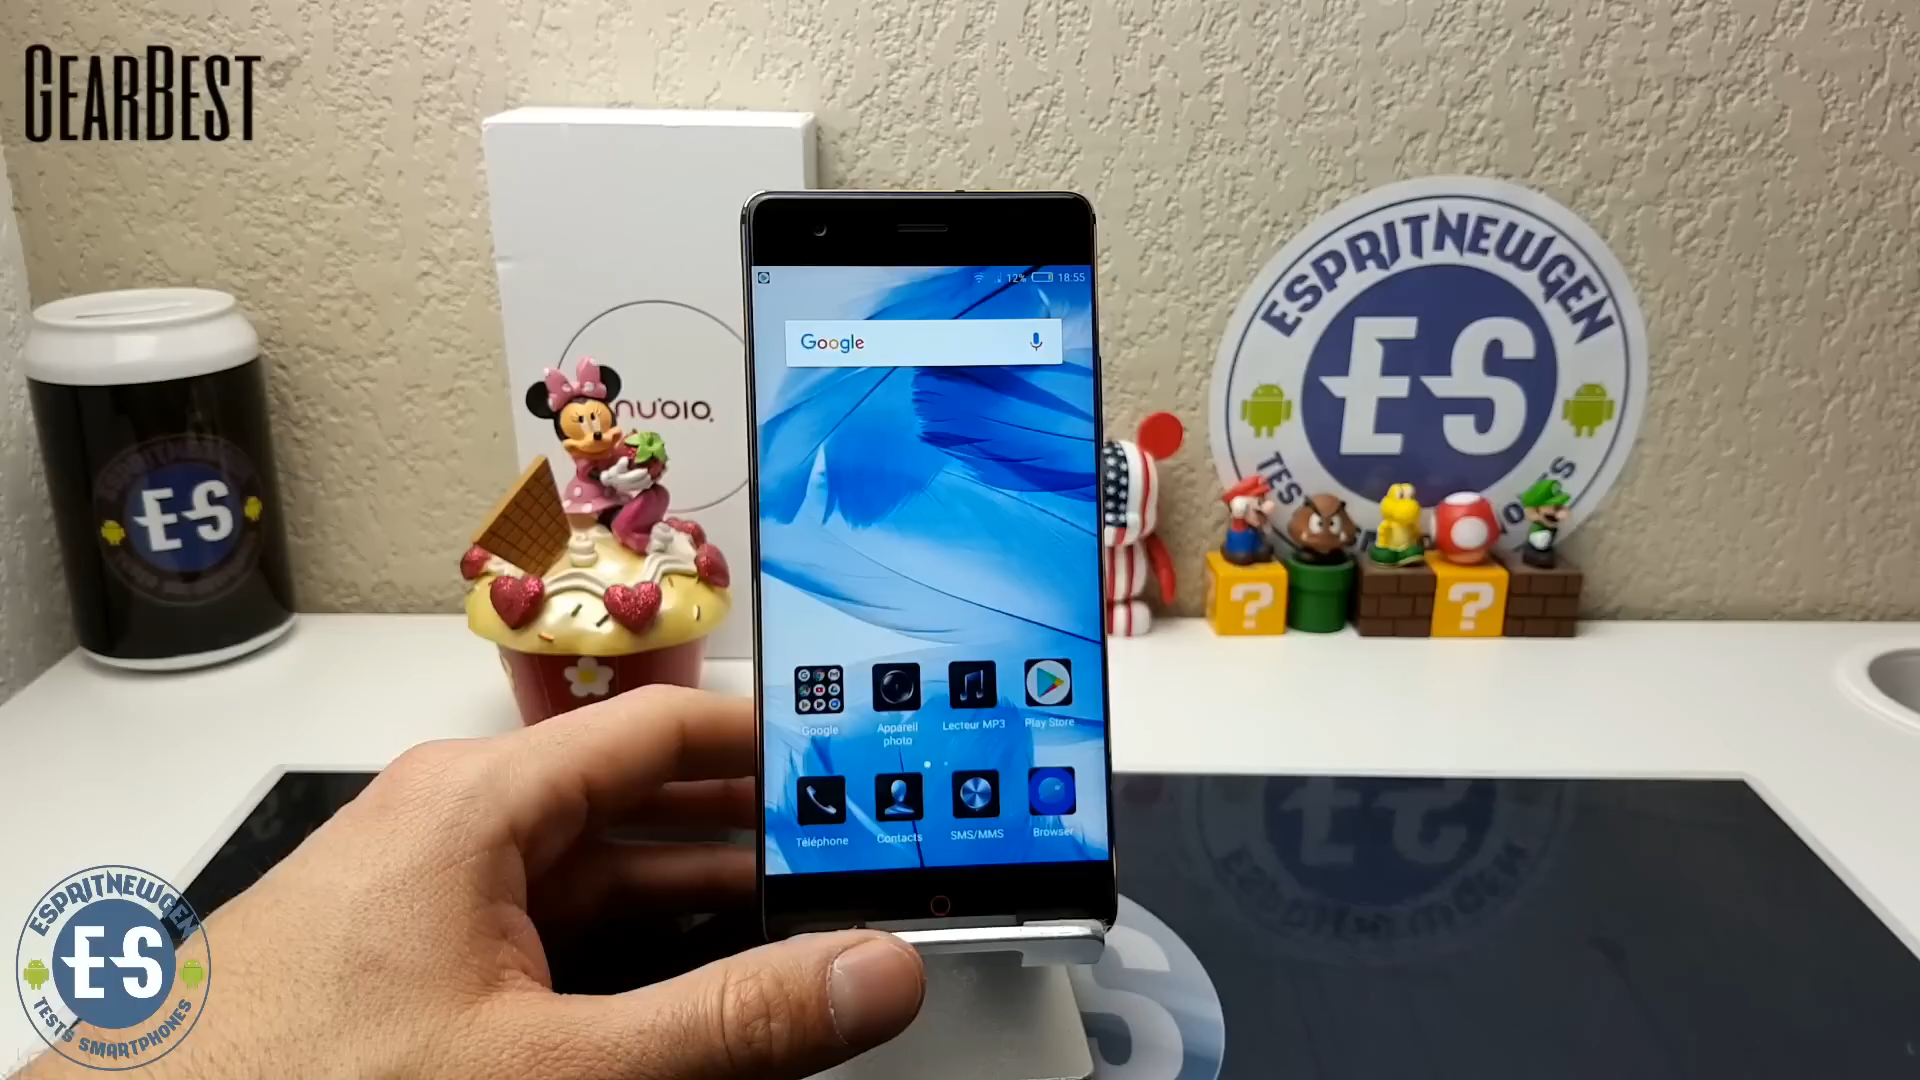 GEARBEST
nubia
12% 18:55
Google
ESPRITNEWGEN
ES
Google
Appareil photo
Lecteur MP3
Play Store
Téléphone
Contacts
SMS/MMS
Browser
ES
?
?
ESPRITNEWGEN
ES
TESTS SMARTPHONES